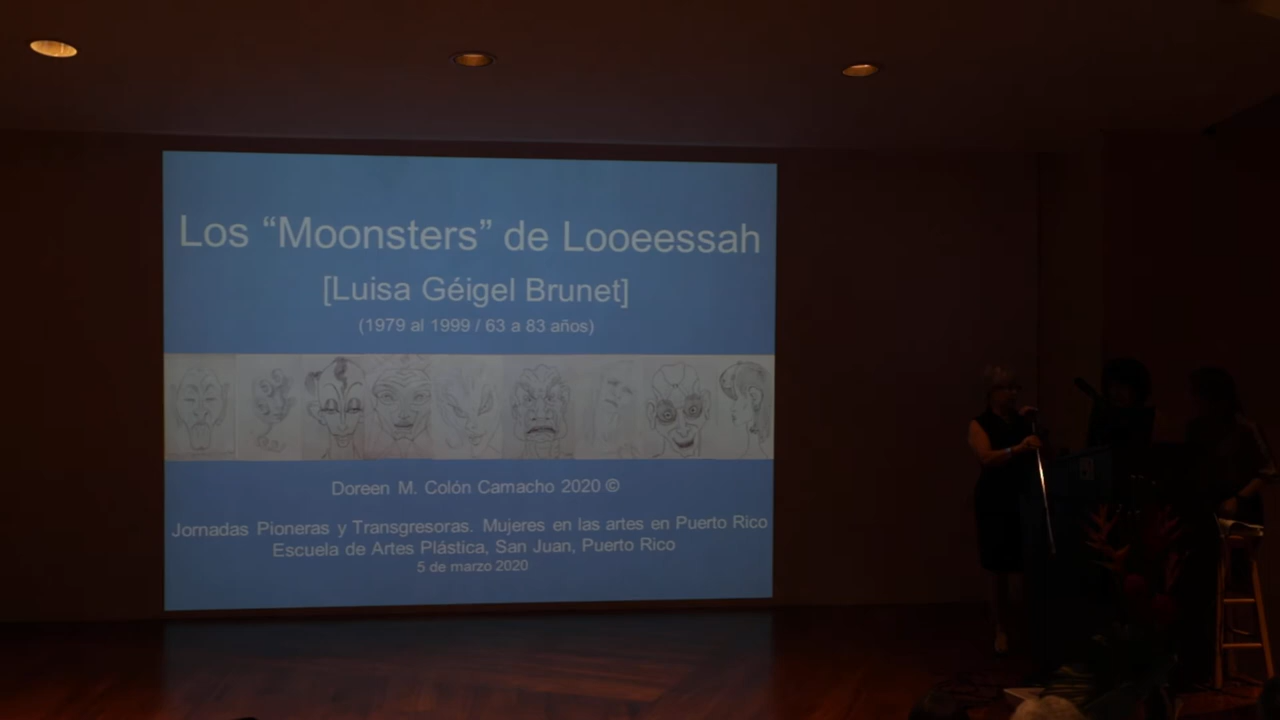 Los “Moonsters” de Looeessah
[Luisa Géigel Brunet]
(1979 al 1999 / 63 a 83 años)
Doreen M. Colón Camacho 2020 ©
Jornadas Pioneras y Transgresoras. Mujeres en las artes en Puerto Rico
Escuela de Artes Plástica, San Juan, Puerto Rico
5 de marzo 2020